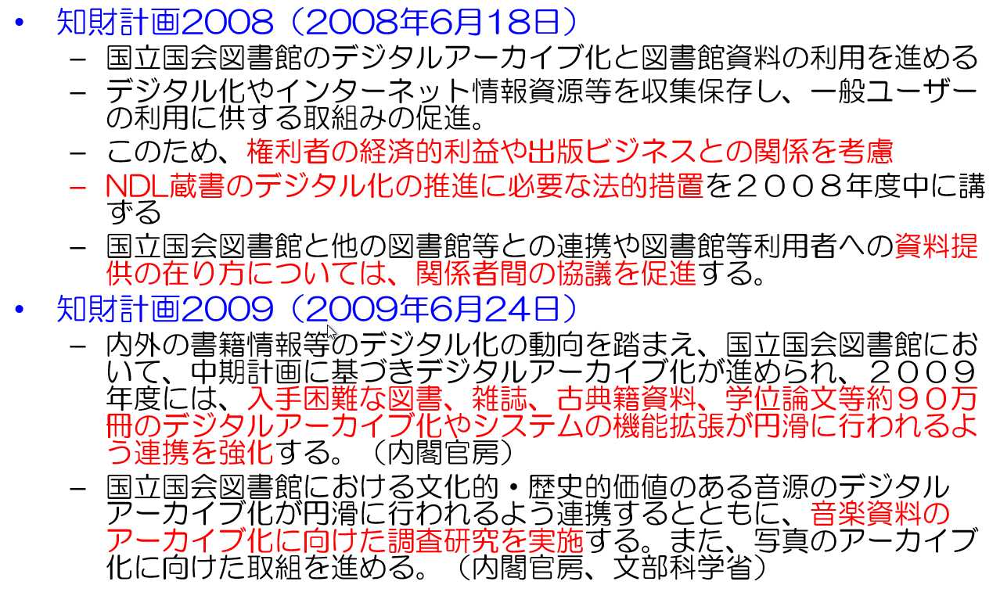 • 知財計画2008（2008年6月18日）
– 国立国会図書館のデジタルアーカイブ化と図書館資料の利用を進める
– デジタル化やインターネット情報資源等を収集保存し、一般ユーザー
の利用に供する取組みの促進。
– このため、権利者の経済的利益や出版ビジネスとの関係を考慮
– NDL蔵書のデジタル化の推進に必要な法的措置を２００８年度中に講
ずる
– 国立国会図書館と他の図書館等との連携や図書館等利用者への資料提
供の在り方については、関係者間の協議を促進する。
• 知財計画2009（2009年6月24日）
– 内外の書籍情報等のデジタル化の動向を踏まえ、国立国会図書館にお
いて、中期計画に基づきデジタルアーカイブ化が進められ、２００９
年度には、入手困難な図書、雑誌、古典籍資料、学位論文等約９０万
冊のデジタルアーカイブ化やシステムの機能拡張が円滑に行われるよ
う連携を強化する。（内閣官房）
– 国立国会図書館における文化的・歴史的価値のある音源のデジタル
アーカイブ化が円滑に行われるよう連携するとともに、音楽資料の
アーカイブ化に向けた調査研究を実施する。また、写真のアーカイブ
化に向けた取組を進める。（内閣官房、文部科学省）